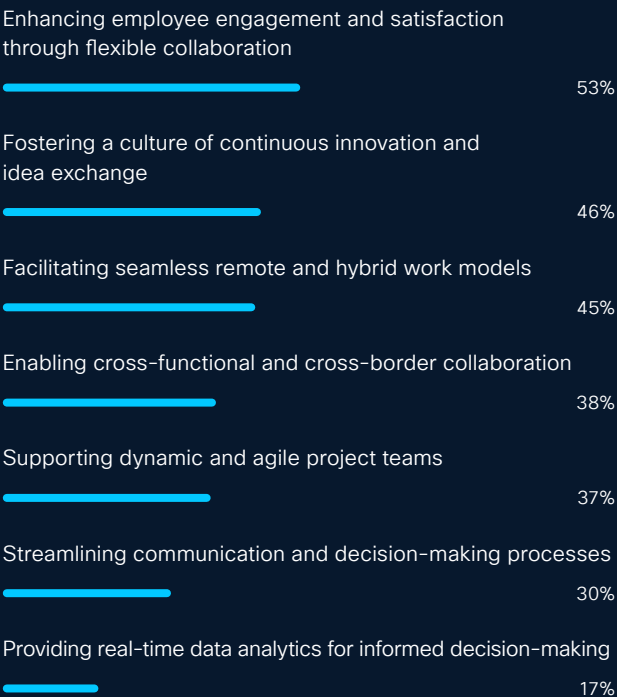 Enhancing employee engagement and satisfaction
through flexible collaboration
53%
Fostering a culture of continuous innovation and
idea exchange
46%
Facilitating seamless remote and hybrid work models
45%
Enabling cross-functional and cross-border collaboration
38%
Supporting dynamic and agile project teams
37%
Streamlining communication and decision-making processes
30%
Providing real-time data analytics for informed decision-making
17%